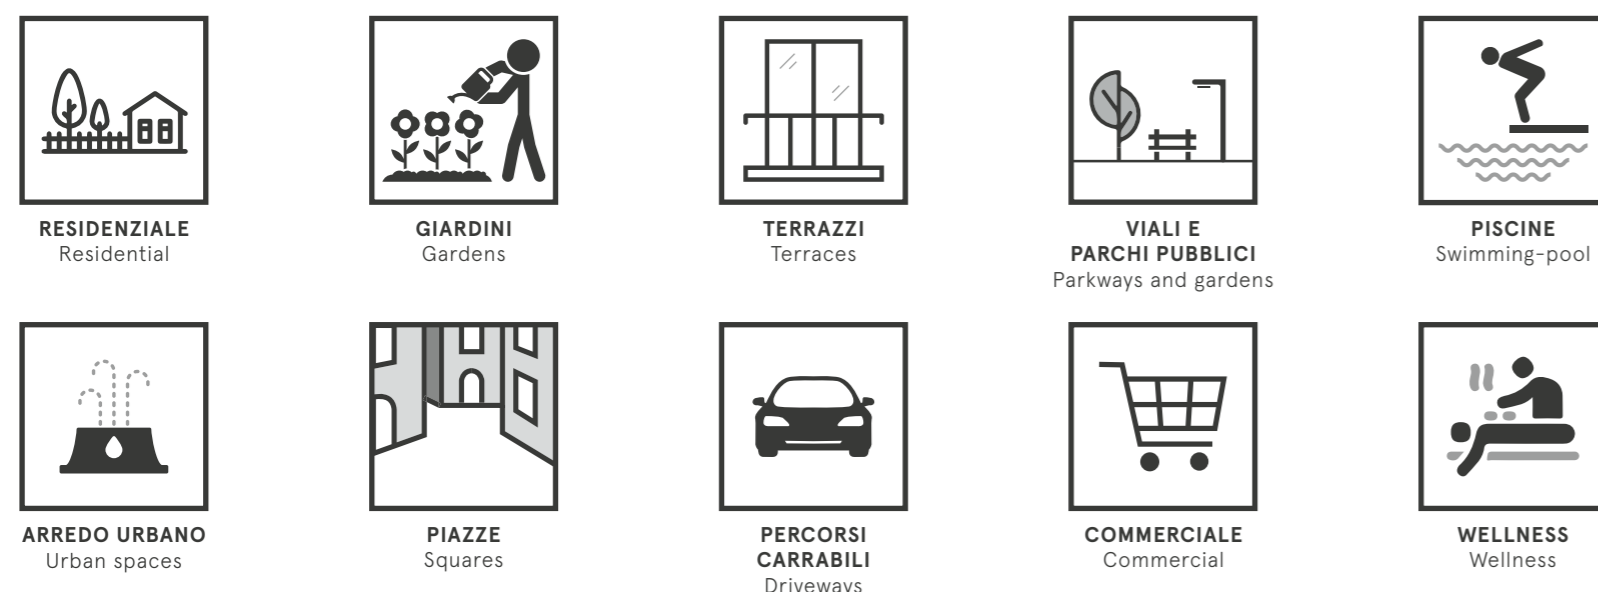 RESIDENZIALE
Residential
GIARDINI
Gardens
TERRAZZI
Terraces
VIALI E
PARCHI PUBBLICI
Parkways and gardens
PISCINE
Swimming-pool
ARREDO URBANO
Urban spaces
PIAZZE
Squares
PERCORSI
CARRABILI
Driveways
COMMERCIALE
Commercial
WELLNESS
Wellness